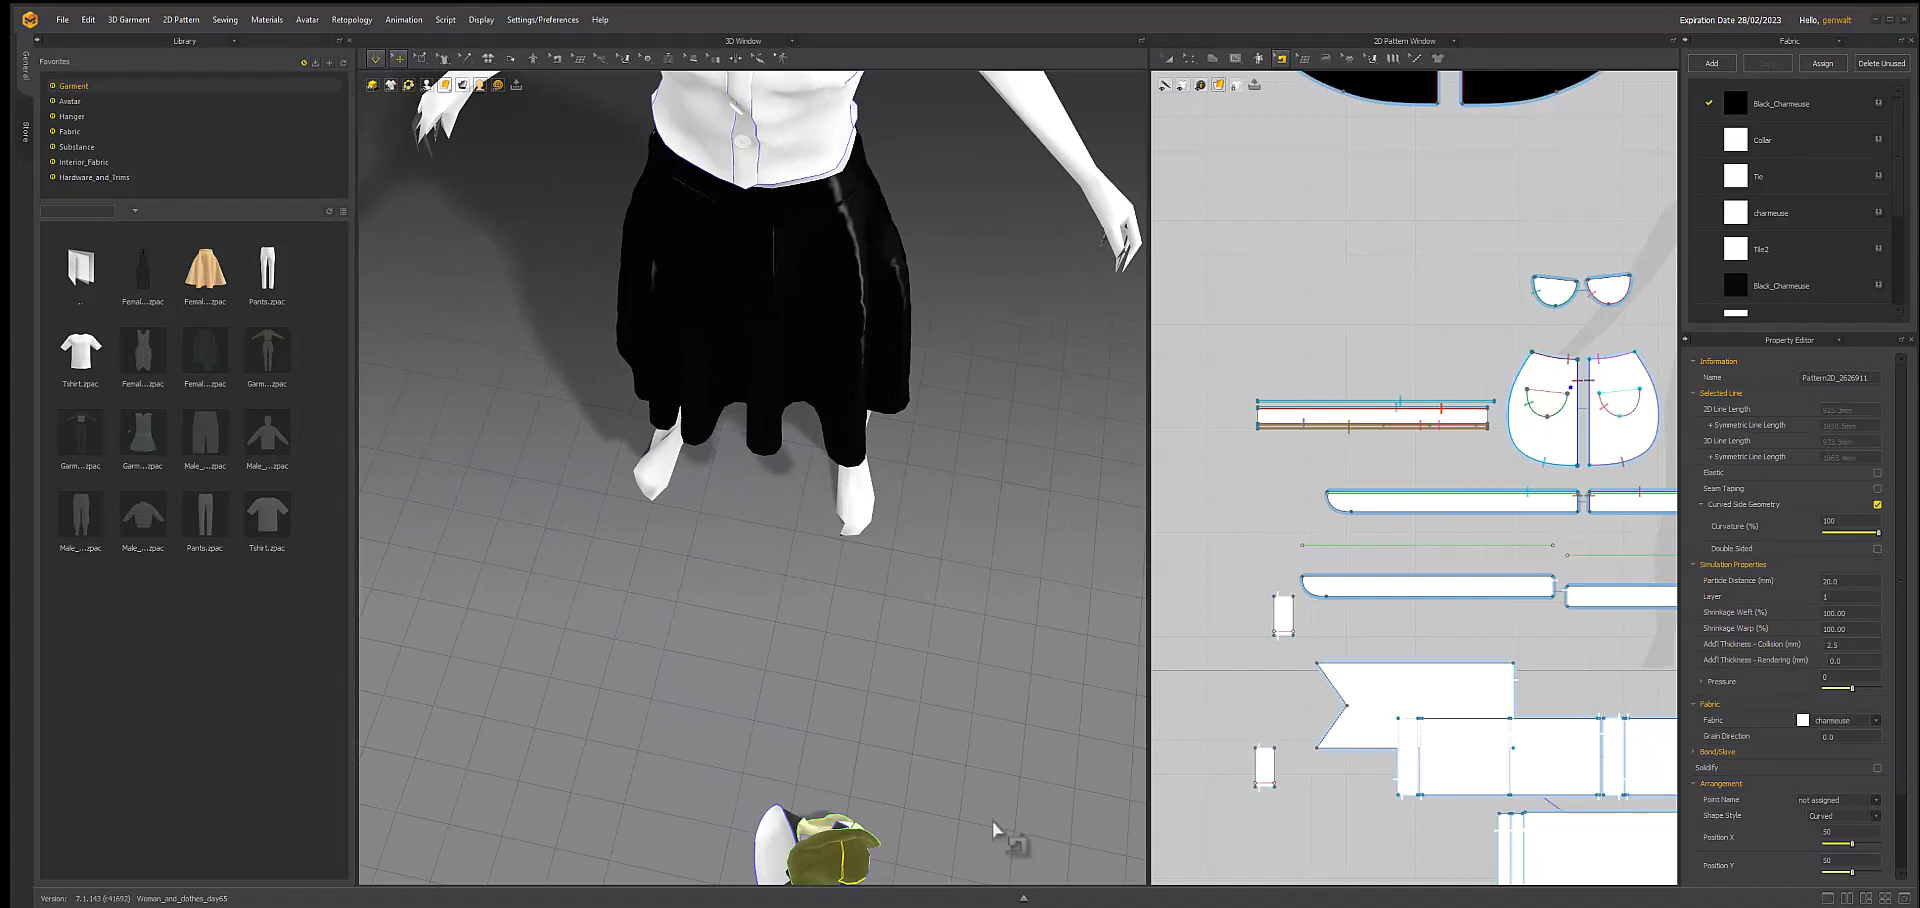 File Edit 3D Garment 2D Pattern Sewing Materials Avatar Retopology Animation Script Display Settings/Preferences Help
Expiration Date 28/02/2023 Hello, genwalt
Library
3D Window
2D Pattern Window
Fabric
General
Store
Favorites
Garment
Avatar
Hanger
Fabric
Substance
Interior_Fabric
Hardware_and_Trims
..
Femal...zpac
Femal...zpac
Pants.zpac
Tshirt.zpac
Femal...zpac
Femal...zpac
Garm...zpac
Garm...zpac
Garm...zpac
Male_...zpac
Male_...zpac
Male_...zpac
Male_...zpac
Pants.zpac
Tshirt.zpac
Add
Assign
Delete Unused
Black_Charmeuse
Collar
Tie
charmeuse
Tile2
Black_Charmeuse
Property Editor
Information
Name Pattern2D_2626911
Selected Line
2D Line Length
+ Symmetric Line Length
3D Line Length
+ Symmetric Line Length
Elastic
Seam Taping
Curved Side Geometry
Curvature (%) 100
Double Sided
Simulation Properties
Particle Distance (mm) 20.0
Layer 1
Shrinkage Weft (%) 100.00
Shrinkage Warp (%) 100.00
Add'l Thickness - Collision (mm) 2.5
Add'l Thickness - Rendering (mm) 0.0
Pressure 0
Fabric
Fabric charmeuse
Grain Direction 0.0
Bond/Skive
Solidify
Arrangement
Point Name not assigned
Shape Style Curved
Position X 50
Position Y 50
Version: 7.1.143 (r41692) Woman_and_clothes_day65